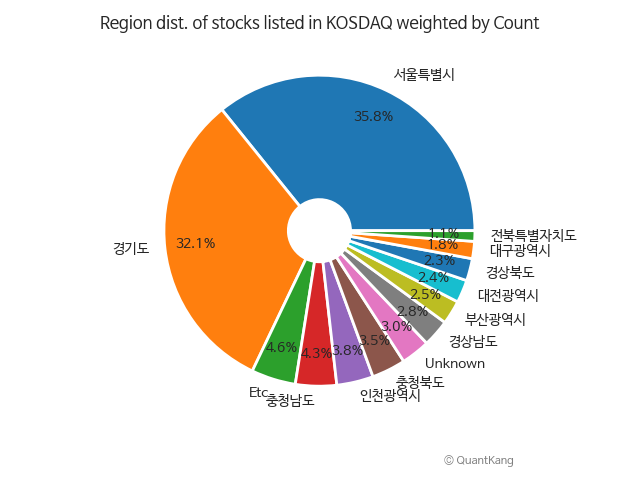 Region dist. of stocks listed in KOSDAQ weighted by Count
서울특별시
35.8%
경기도
32.1%
Etc
4.6%
충청남도
4.3%
인천광역시
3.8%
충청북도
3.5%
Unknown
3.0%
경상남도
2.8%
부산광역시
2.5%
대전광역시
2.4%
경상북도
2.3%
대구광역시
1.8%
전북특별자치도
1.1%
© QuantKang